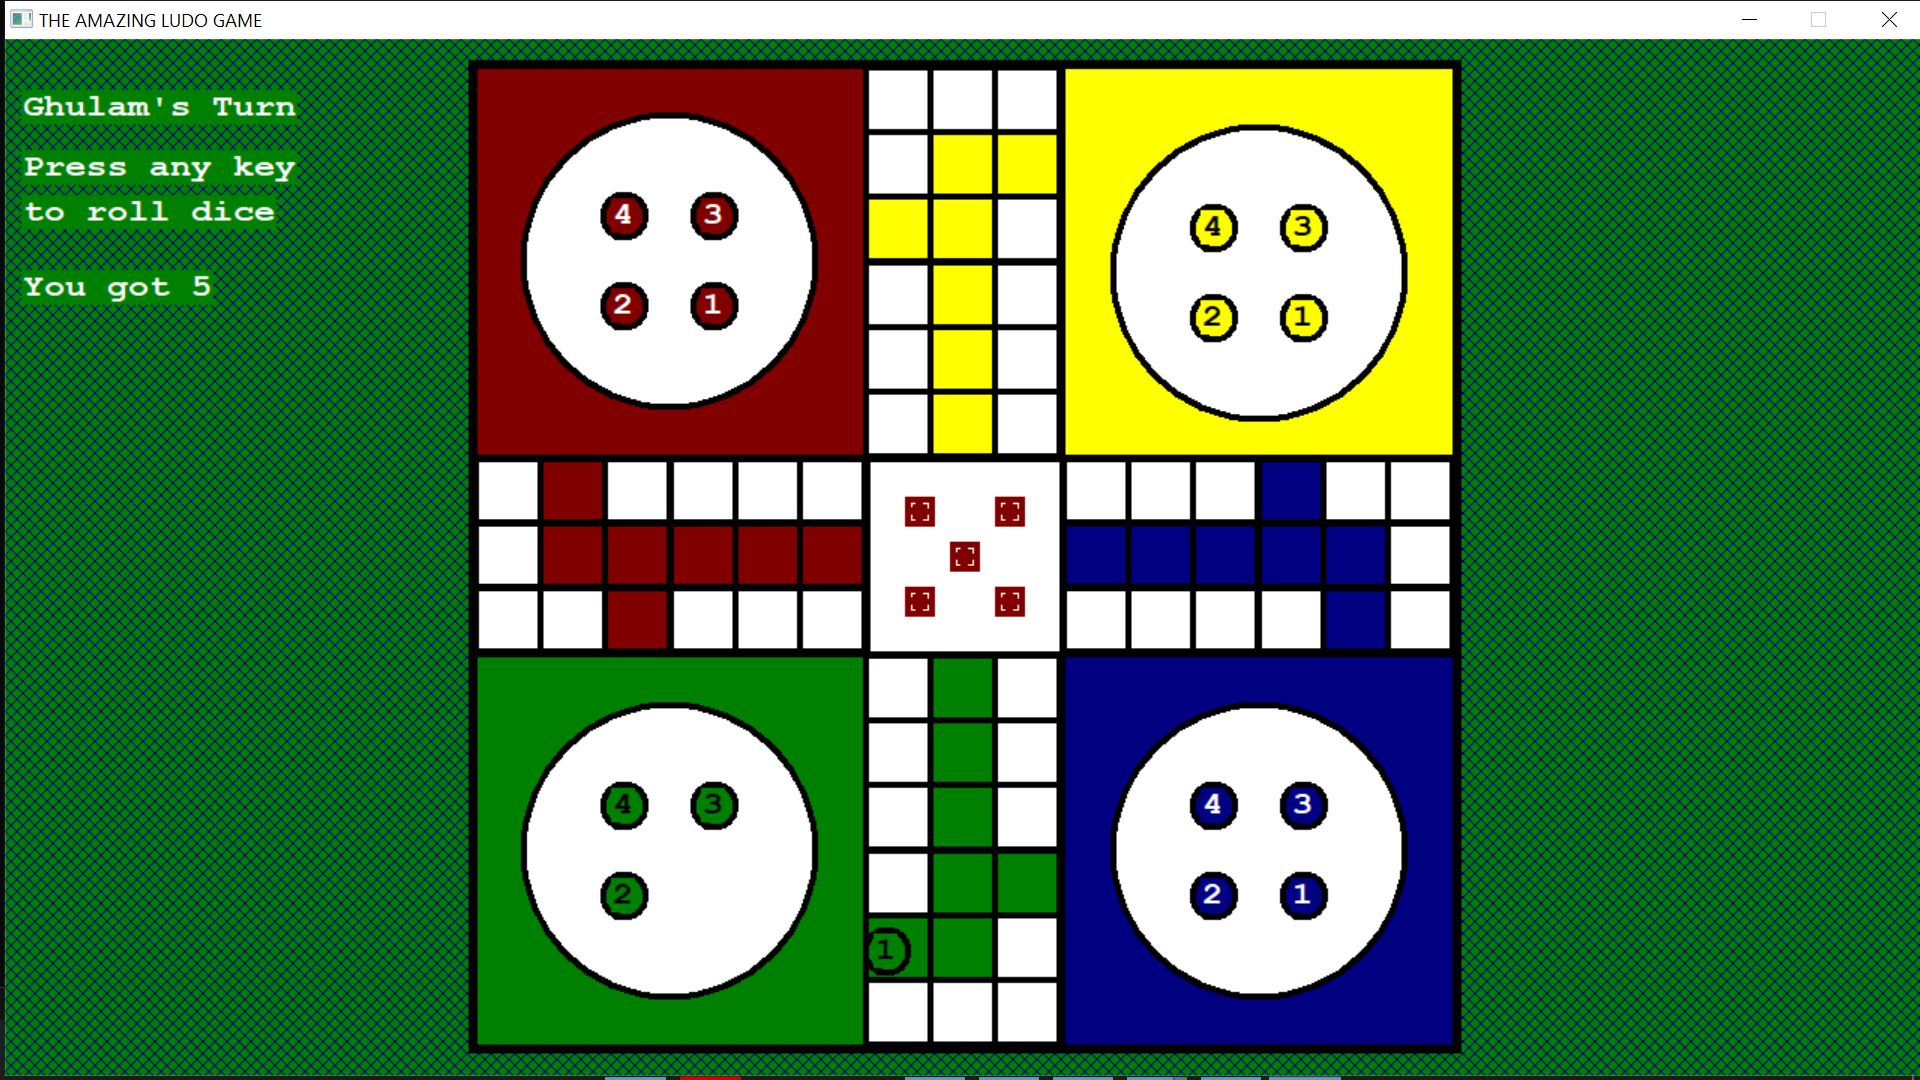 THE AMAZING LUDO GAME
Ghulam's Turn
Press any key
to roll dice
You got 5
4 3
2 1
4 3
2 1
4 3
2
1
4 3
2 1